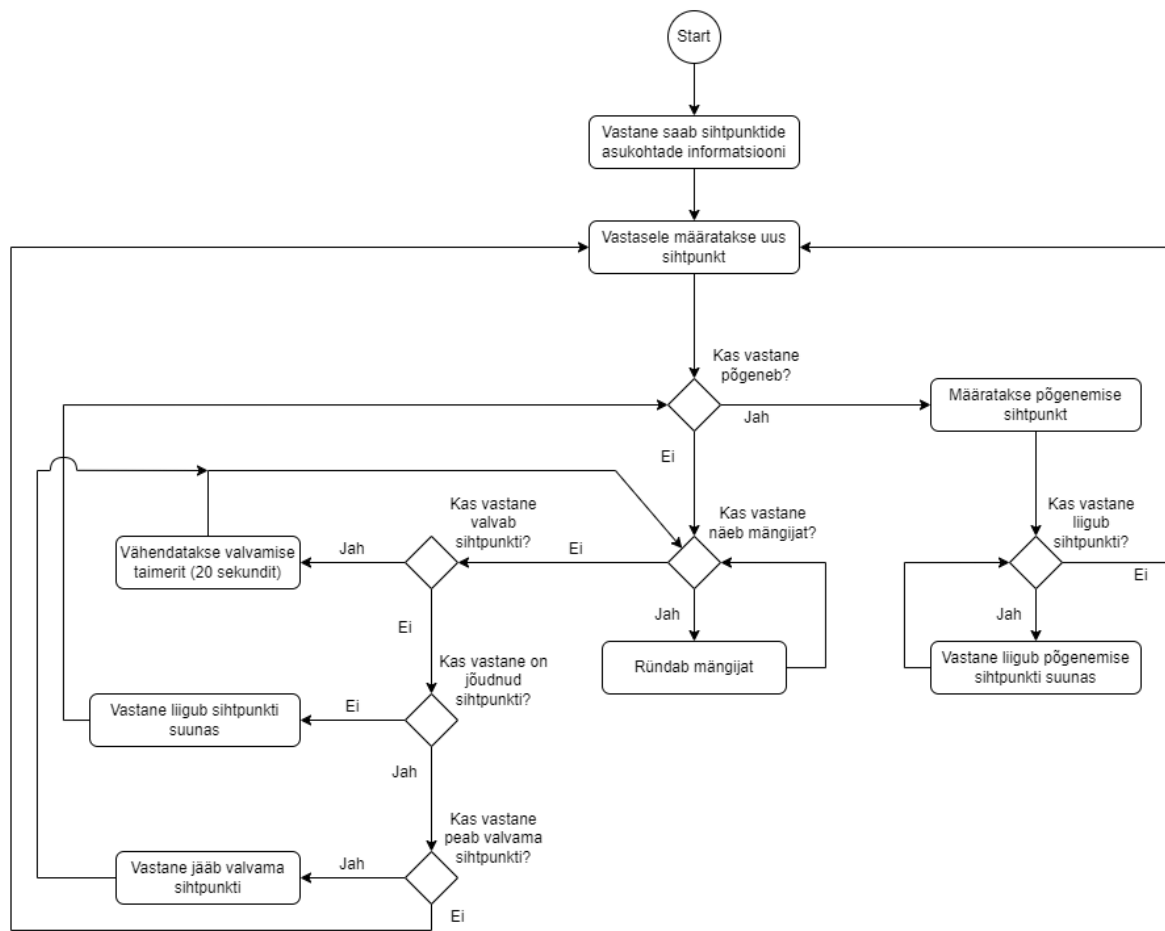 Start
Vastane saab sihtpunktide
asukohtade informatsiooni
Vastasele määratakse uus
sihtpunkt
Kas vastane
põgeneb?
Jah
Ei
Määratakse põgenemise
sihtpunkt
Kas vastane
valvab
sihtpunkti?
Kas vastane
näeb mängijat?
Kas vastane
liigub
sihtpunkti?
Vähendatakse valvamise
taimerit (20 sekundit)
Jah
Ei
Ei
Jah
Jah
Ei
Ründab mängijat
Vastane liigub põgenemise
sihtpunkti suunas
Kas vastane on
jõudnud
sihtpunkti?
Vastane liigub sihtpunkti
suunas
Ei
Jah
Kas vastane
peab valvama
sihtpunkti?
Vastane jääb valvama
sihtpunkti
Jah
Ei